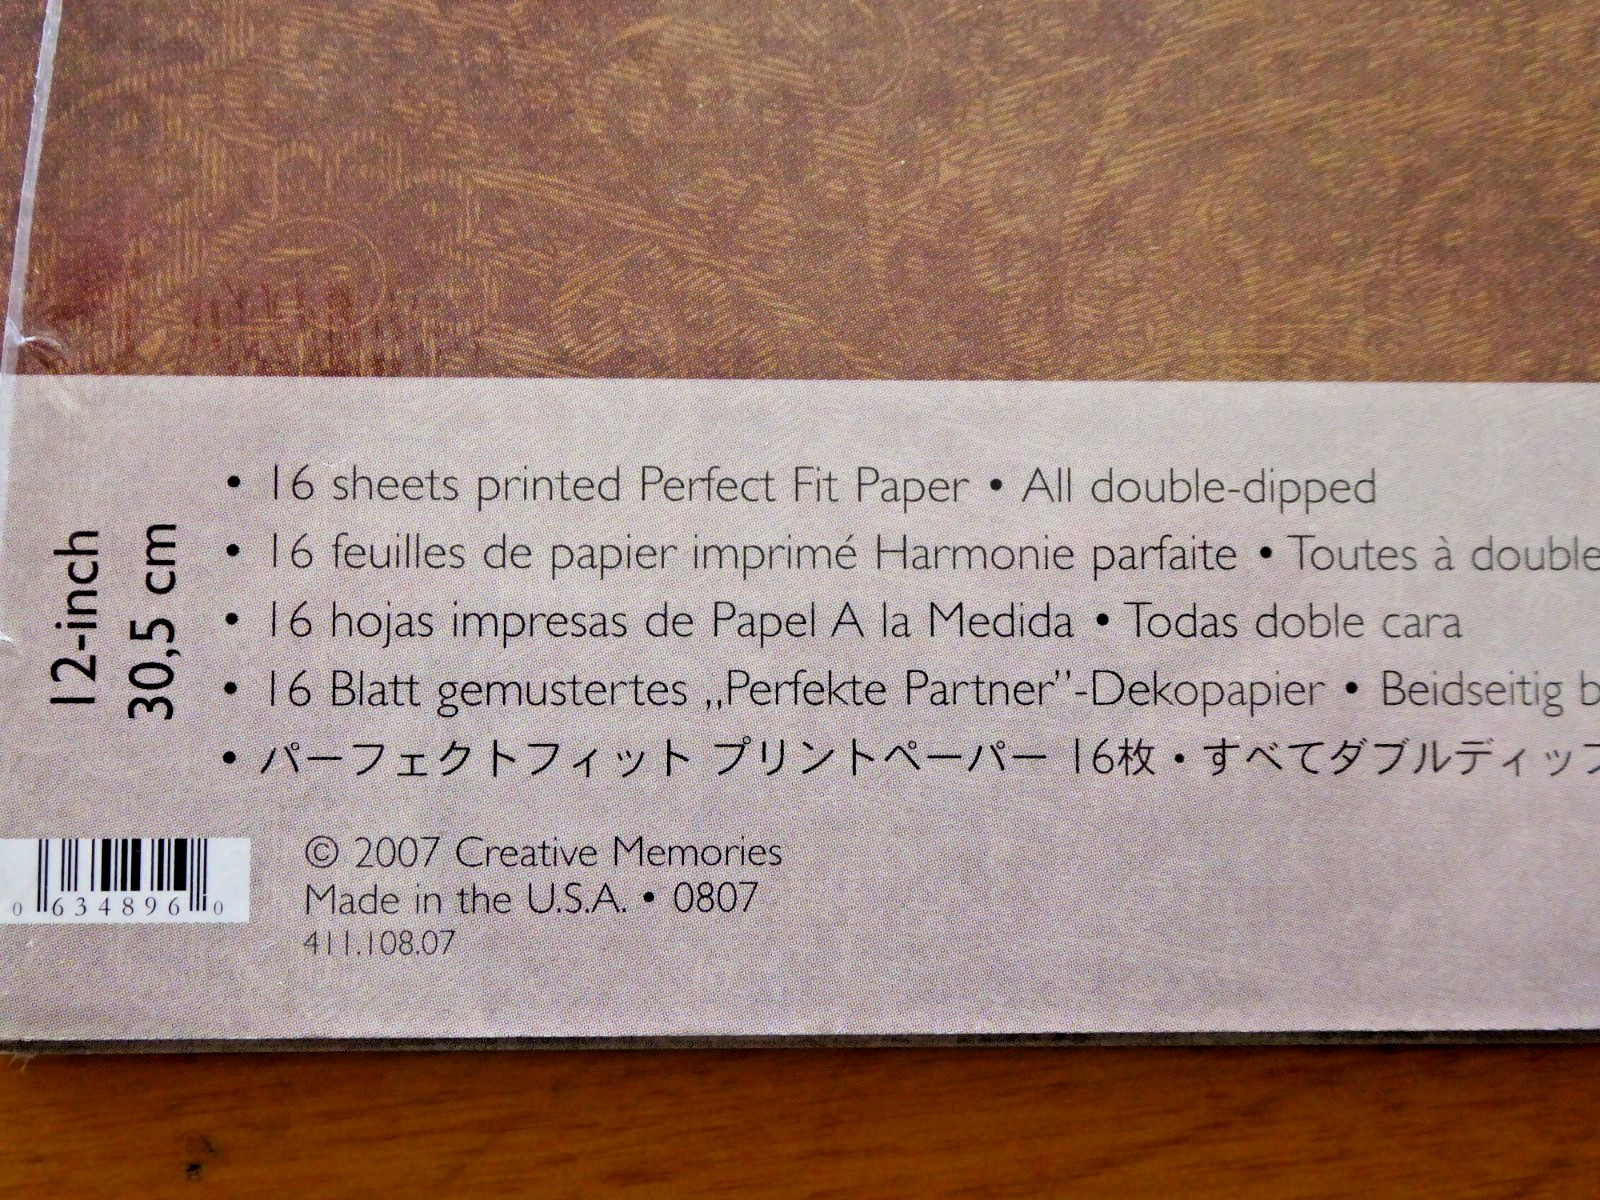 12-inch
30,5 cm
• 16 sheets printed Perfect Fit Paper • All double-dipped
• 16 feuilles de papier imprimé Harmonie parfaite • Toutes à double
• 16 hojas impresas de Papel A la Medida • Todas doble cara
• 16 Blatt gemustertes „Perfekte Partner”-Dekopapier • Beidseitig b
• パーフェクトフィット プリントペーパー 16枚・すべてダブルディップ
0 634896 0
© 2007 Creative Memories
Made in the U.S.A. • 0807
411.108.07